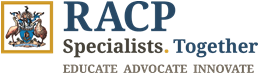 RACP
Specialists. Together
EDUCATE ADVOCATE INNOVATE